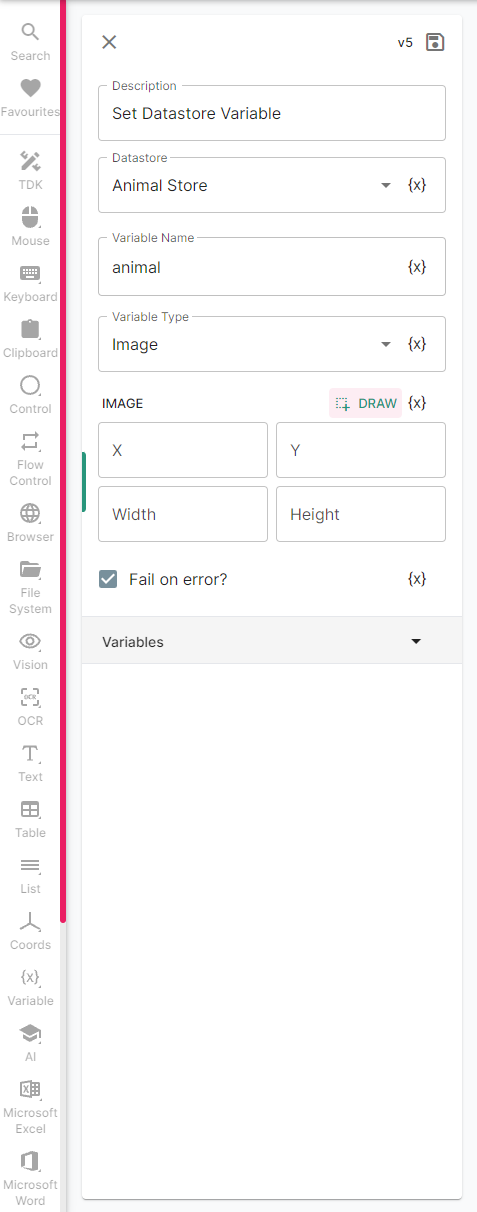 Search
Favourites
TDK
Mouse
Keyboard
Clipboard
Control
Flow
Control
Browser
File
System
Vision
OCR
OCR
Text
Table
List
Coords
{x}
Variable
AI
Microsoft
Excel
Microsoft
Word
v5
Description
Set Datastore Variable
Datastore
Animal Store {x}
Variable Name
animal {x}
Variable Type
Image {x}
IMAGE DRAW {x}
X Y
Width Height
Fail on error? {x}
Variables